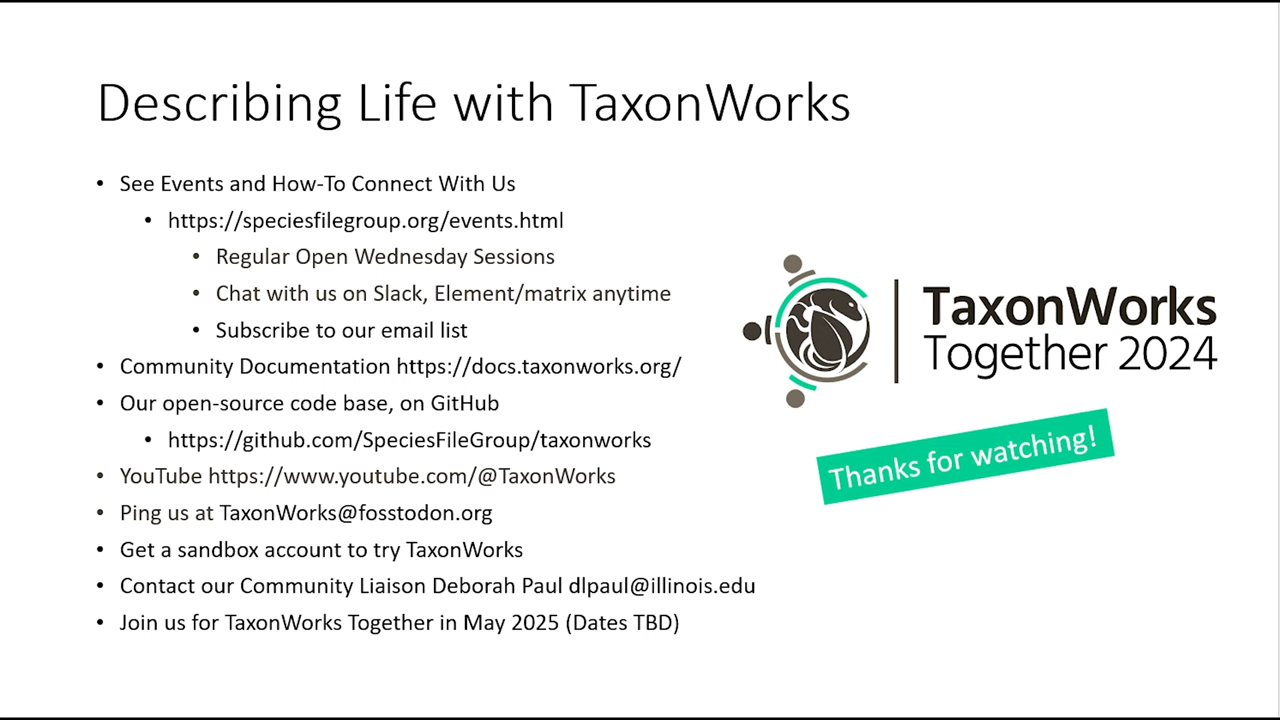 Describing Life with TaxonWorks
• See Events and How-To Connect With Us
• https://speciesfilegroup.org/events.html
• Regular Open Wednesday Sessions
• Chat with us on Slack, Element/matrix anytime
• Subscribe to our email list
• Community Documentation https://docs.taxonworks.org/
• Our open-source code base, on GitHub
• https://github.com/SpeciesFileGroup/taxonworks
• YouTube https://www.youtube.com/@TaxonWorks
• Ping us at TaxonWorks@fosstodon.org
• Get a sandbox account to try TaxonWorks
• Contact our Community Liaison Deborah Paul dlpaul@illinois.edu
• Join us for TaxonWorks Together in May 2025 (Dates TBD)
TaxonWorks
Together 2024
Thanks for watching!